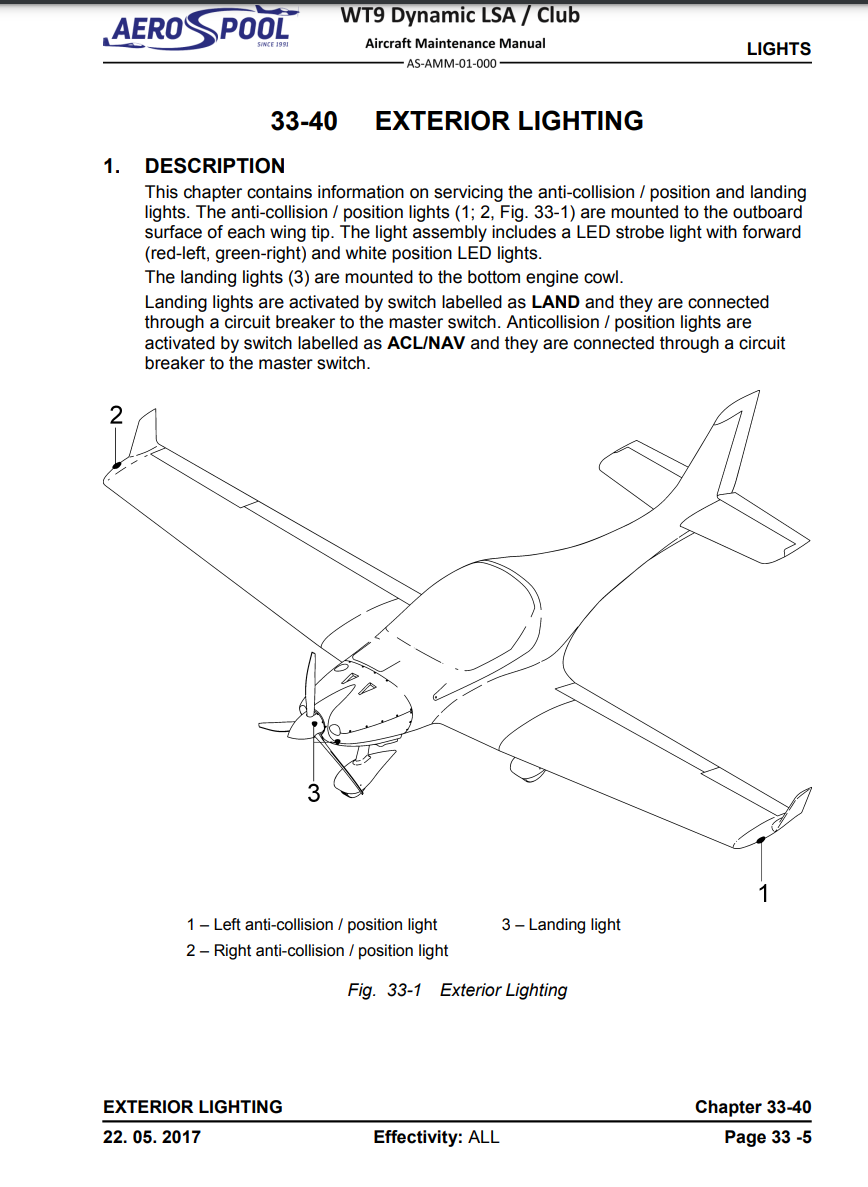 AEROSPOOL
SINCE 1991
WT9 Dynamic LSA / Club
Aircraft Maintenance Manual
AS-AMM-01-000
LIGHTS
33-40 EXTERIOR LIGHTING
1. DESCRIPTION
This chapter contains information on servicing the anti-collision / position and landing
lights. The anti-collision / position lights (1; 2, Fig. 33-1) are mounted to the outboard
surface of each wing tip. The light assembly includes a LED strobe light with forward
(red-left, green-right) and white position LED lights.
The landing lights (3) are mounted to the bottom engine cowl.
Landing lights are activated by switch labelled as LAND and they are connected
through a circuit breaker to the master switch. Anticollision / position lights are
activated by switch labelled as ACL/NAV and they are connected through a circuit
breaker to the master switch.
2
3
1
1 – Left anti-collision / position light 3 – Landing light
2 – Right anti-collision / position light
Fig. 33-1 Exterior Lighting
EXTERIOR LIGHTING Chapter 33-40
22. 05. 2017 Effectivity: ALL Page 33 -5